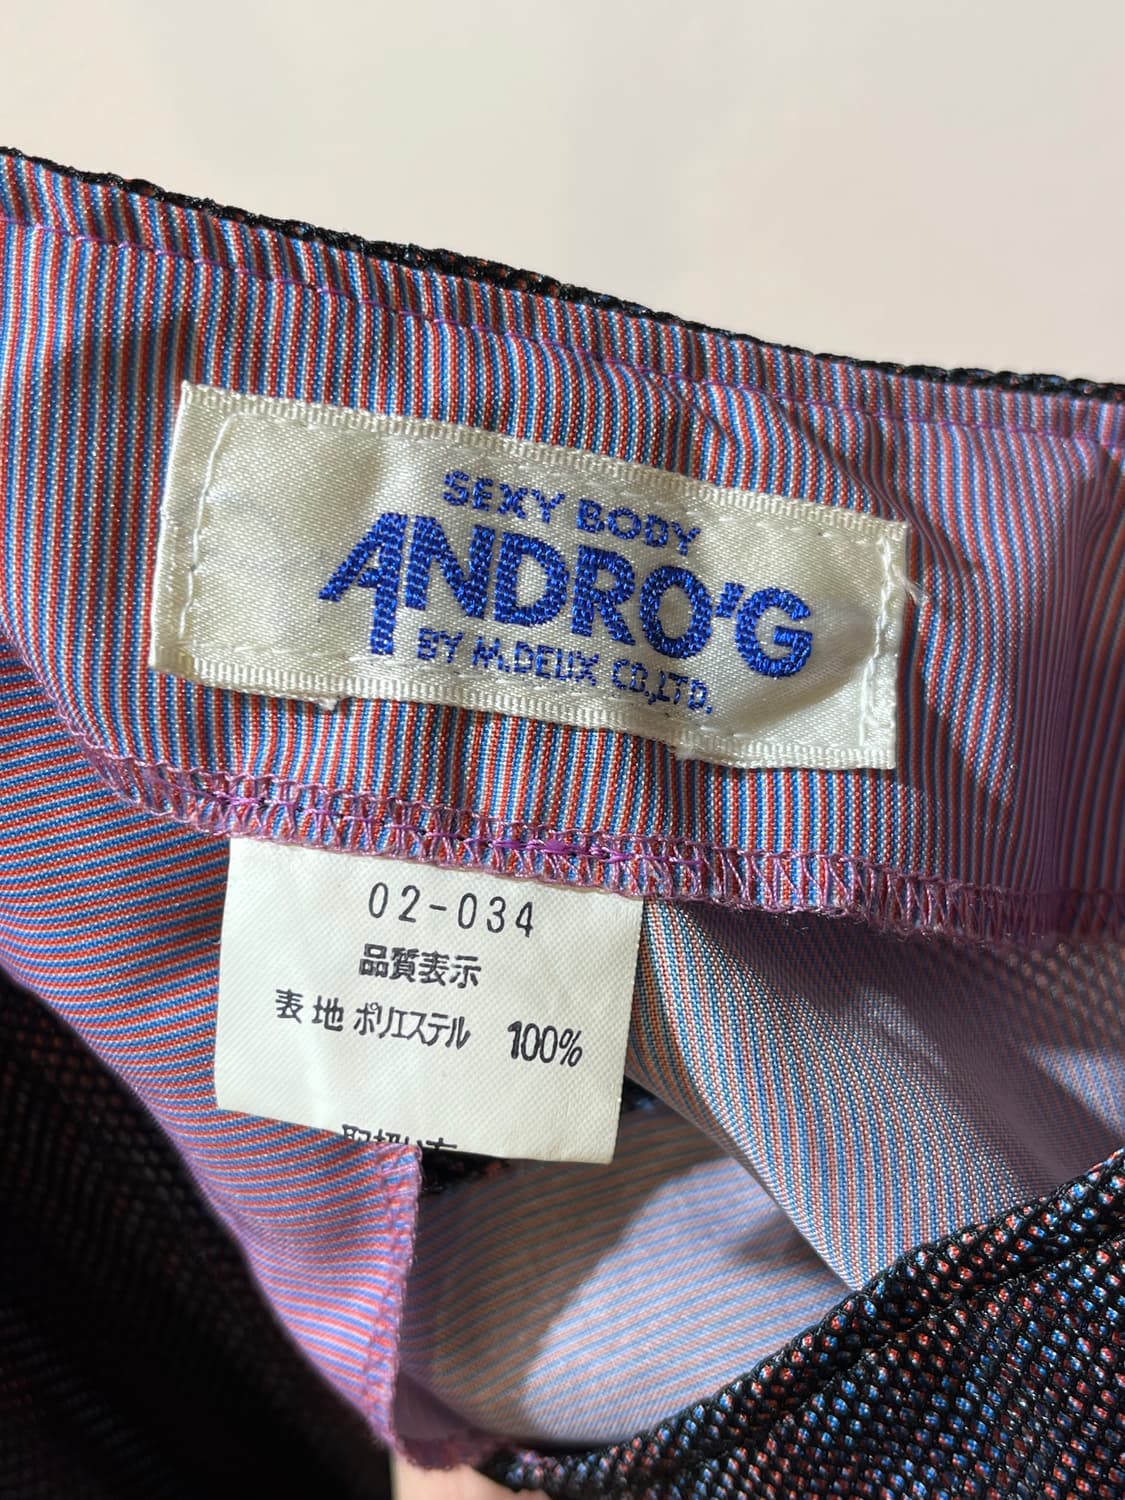 SEXY BODY
ANDRO'G
BY M.DEUX CO.,LTD.
02-034
品質表示
表地 ポリエステル 100%